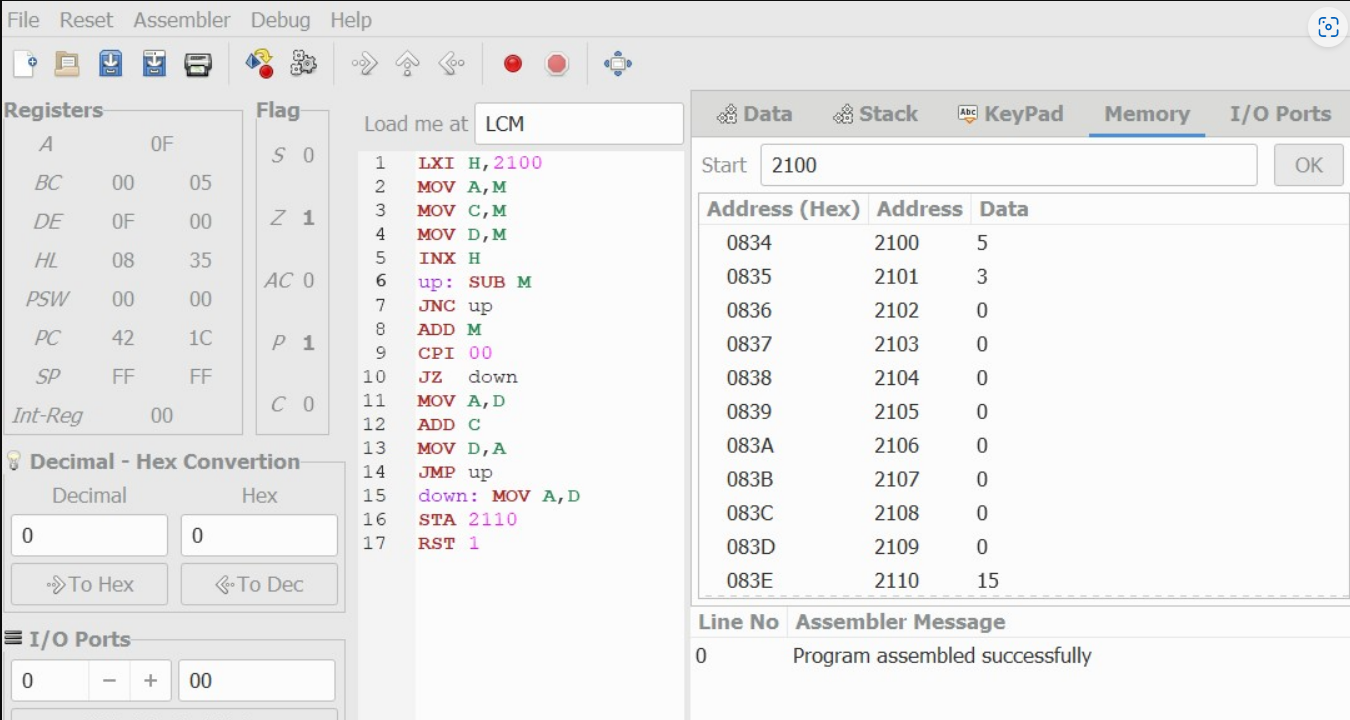 File Reset Assembler Debug Help
Registers
A 0F
BC 00 05
DE 0F 00
HL 08 35
PSW 00 00
PC 42 1C
SP FF FF
Int-Reg 00
Flag
S 0
Z 1
AC 0
P 1
C 0
Decimal - Hex Convertion
Decimal Hex
0 0
To Hex To Dec
I/O Ports
0 − + 00
Load me at LCM
1 LXI H,2100
2 MOV A,M
3 MOV C,M
4 MOV D,M
5 INX H
6 up: SUB M
7 JNC up
8 ADD M
9 CPI 00
10 JZ down
11 MOV A,D
12 ADD C
13 MOV D,A
14 JMP up
15 down: MOV A,D
16 STA 2110
17 RST 1
Data Stack Abc KeyPad Memory I/O Ports
Start 2100 OK
Address (Hex) Address Data
0834 2100 5
0835 2101 3
0836 2102 0
0837 2103 0
0838 2104 0
0839 2105 0
083A 2106 0
083B 2107 0
083C 2108 0
083D 2109 0
083E 2110 15
Line No Assembler Message
0 Program assembled successfully